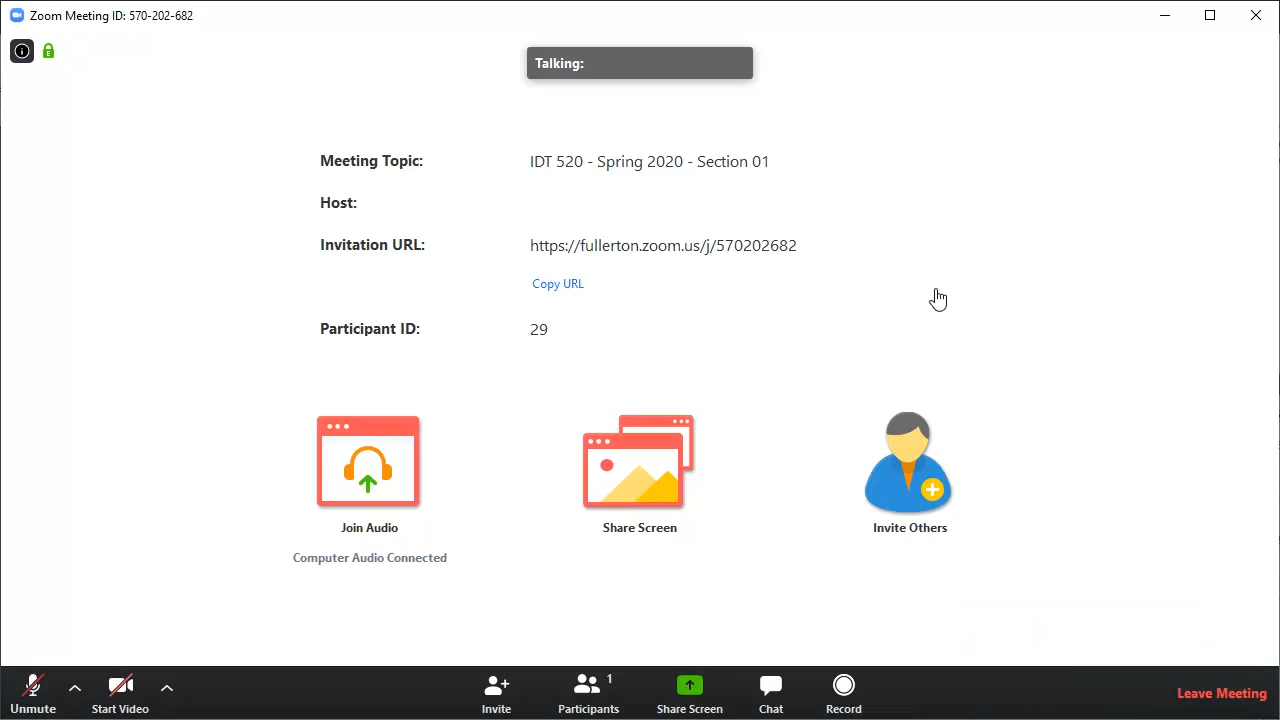 Zoom Meeting ID: 570-202-682
Talking:
Meeting Topic: IDT 520 - Spring 2020 - Section 01
Host:
Invitation URL: https://fullerton.zoom.us/j/570202682
Copy URL
Participant ID: 29
Join Audio Share Screen Invite Others
Computer Audio Connected
1
Unmute Start Video Invite Participants Share Screen Chat Record Leave Meeting